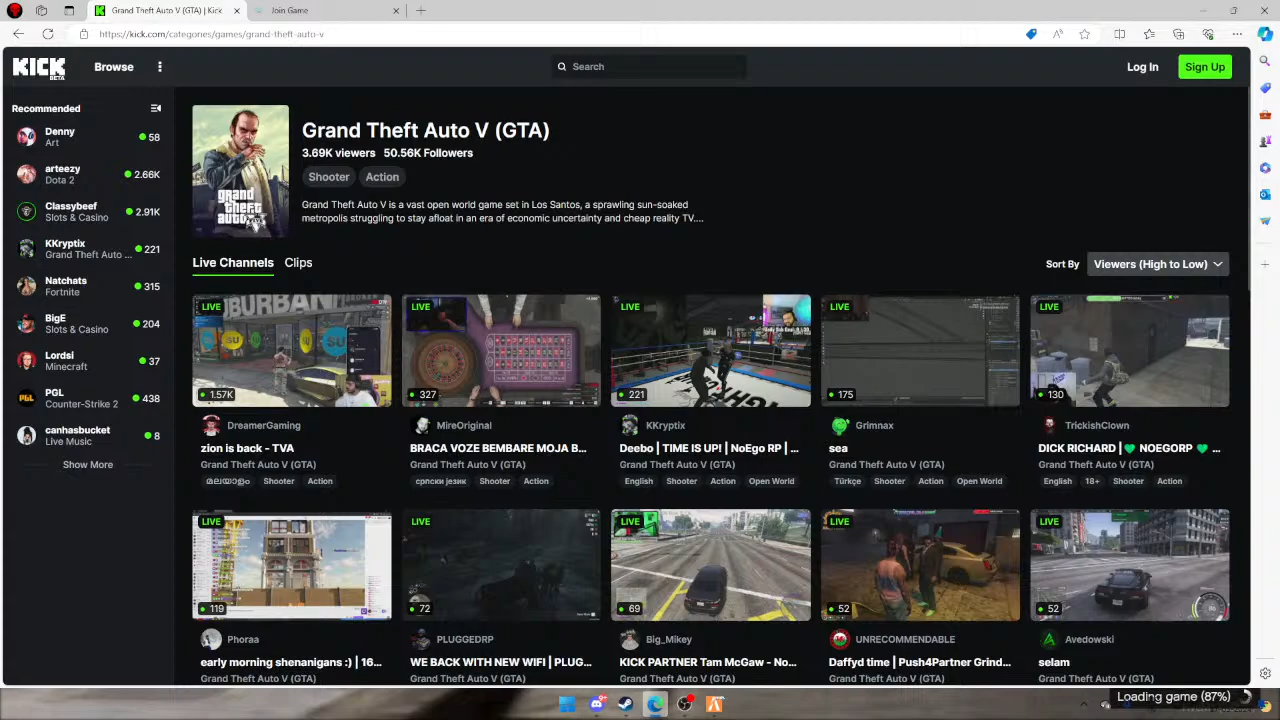 Grand Theft Auto V (GTA) | Kick
Join Game
https://kick.com/categories/games/grand-theft-auto-v
KICK BETA
Browse
Search
Log In
Sign Up
Recommended
Denny
Art
58
arteezy
Dota 2
2.66K
Classybeef
Slots & Casino
2.91K
KKryptix
Grand Theft Auto ...
221
Natchats
Fortnite
315
BigE
Slots & Casino
204
Lordsi
Minecraft
37
PGL
Counter-Strike 2
438
canhasbucket
Live Music
8
Show More
grand
theft
auto
Grand Theft Auto V (GTA)
3.69K viewers 50.56K Followers
Shooter Action
Grand Theft Auto V is a vast open world game set in Los Santos, a sprawling sun-soaked
metropolis struggling to stay afloat in an era of economic uncertainty and cheap reality TV....
Live Channels Clips
Sort By Viewers (High to Low)
LIVE
1.57K
DreamerGaming
zion is back - TVA
Grand Theft Auto V (GTA)
മലയാളം Shooter Action
LIVE
327
MireOriginal
BRACA VOZE BEMBARE MOJA B...
Grand Theft Auto V (GTA)
српски језик Shooter Action
LIVE
221
KKryptix
Deebo | TIME IS UP! | NoEgo RP | ...
Grand Theft Auto V (GTA)
English Shooter Action Open World
LIVE
175
Grimnax
sea
Grand Theft Auto V (GTA)
Türkçe Shooter Action Open World
LIVE
130
TrickishClown
DICK RICHARD | 💚 NOEGORP 💚 ...
Grand Theft Auto V (GTA)
English 18+ Shooter Action
LIVE
119
Phoraa
early morning shenanigans :) | 16...
Grand Theft Auto V (GTA)
LIVE
72
PLUGGEDRP
WE BACK WITH NEW WIFI | PLUG...
Grand Theft Auto V (GTA)
LIVE
69
Big_Mikey
KICK PARTNER Tam McGaw - No...
Grand Theft Auto V (GTA)
LIVE
52
UNRECOMMENDABLE
Daffyd time | Push4Partner Grind...
Grand Theft Auto V (GTA)
LIVE
52
Avedowski
selam
Grand Theft Auto V (GTA)
Loading game (87%)